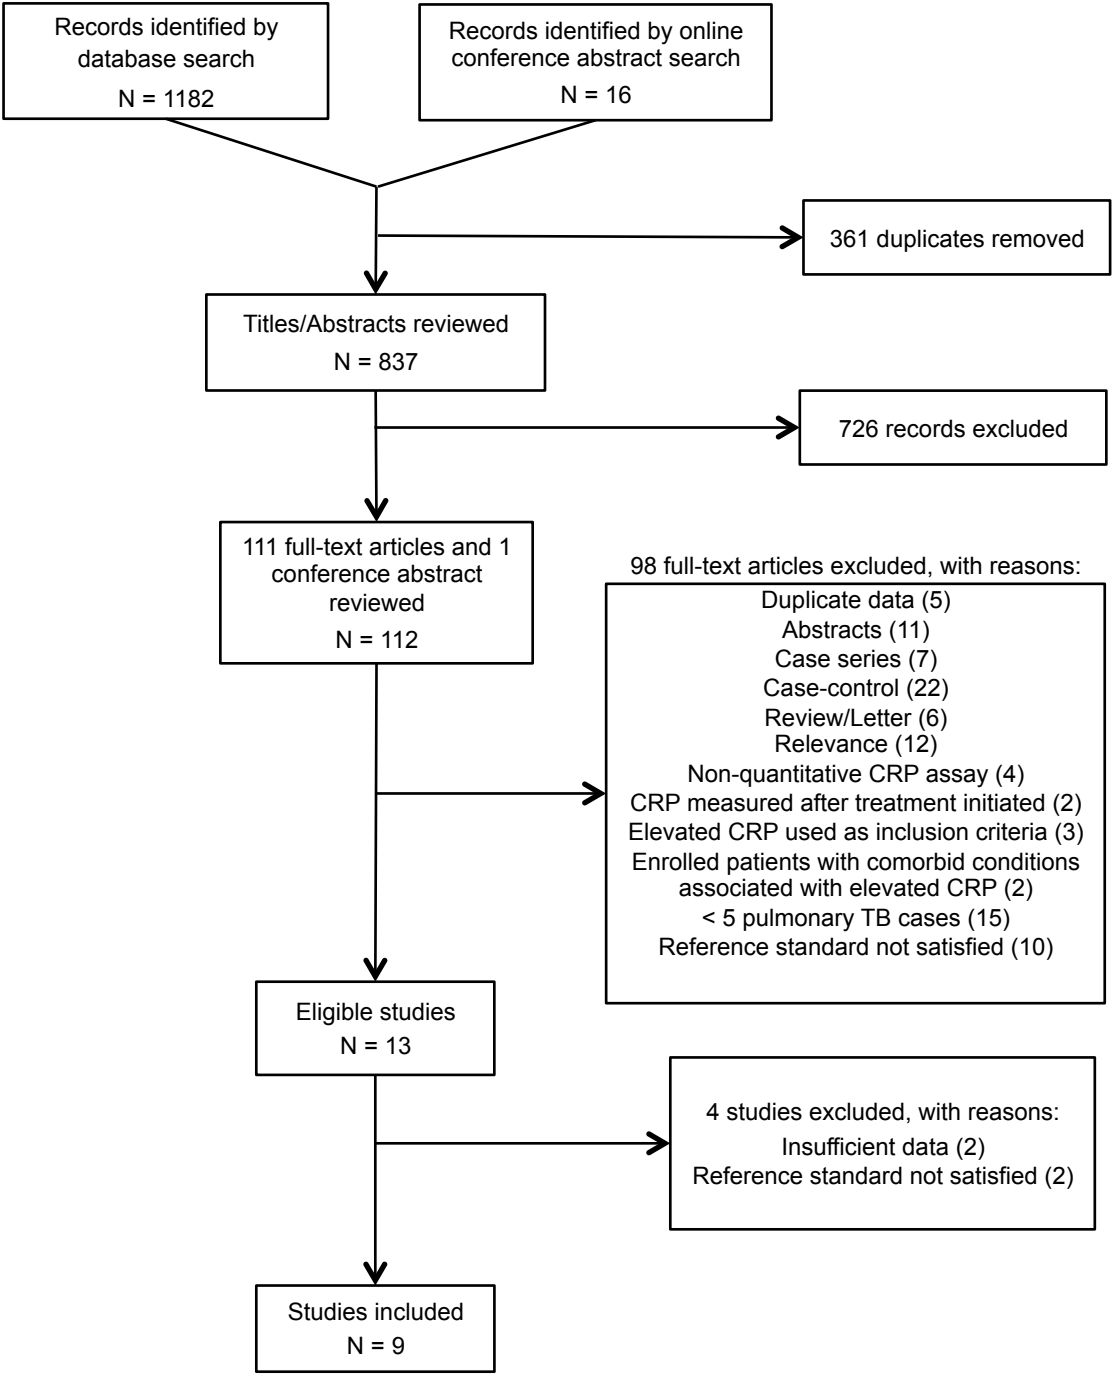 Records identified by
database search
N = 1182
Records identified by online
conference abstract search
N = 16
361 duplicates removed
Titles/Abstracts reviewed
N = 837
726 records excluded
111 full-text articles and 1
conference abstract
reviewed
N = 112
98 full-text articles excluded, with reasons:
Duplicate data (5)
Abstracts (11)
Case series (7)
Case-control (22)
Review/Letter (6)
Relevance (12)
Non-quantitative CRP assay (4)
CRP measured after treatment initiated (2)
Elevated CRP used as inclusion criteria (3)
Enrolled patients with comorbid conditions
associated with elevated CRP (2)
< 5 pulmonary TB cases (15)
Reference standard not satisfied (10)
Eligible studies
N = 13
4 studies excluded, with reasons:
Insufficient data (2)
Reference standard not satisfied (2)
Studies included
N = 9